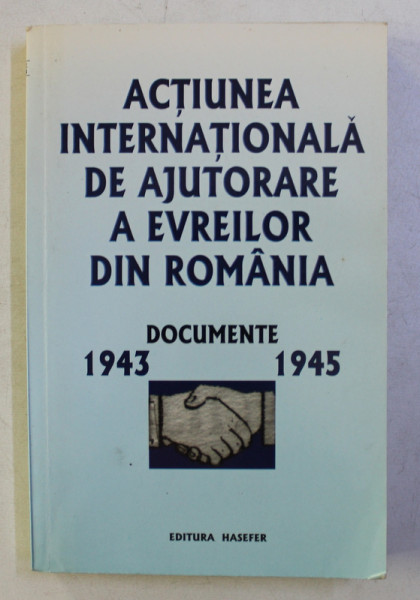 ACȚIUNEA
INTERNAȚIONALĂ
DE AJUTORARE
A EVREILOR
DIN ROMÂNIA
DOCUMENTE
1943 1945
EDITURA HASEFER